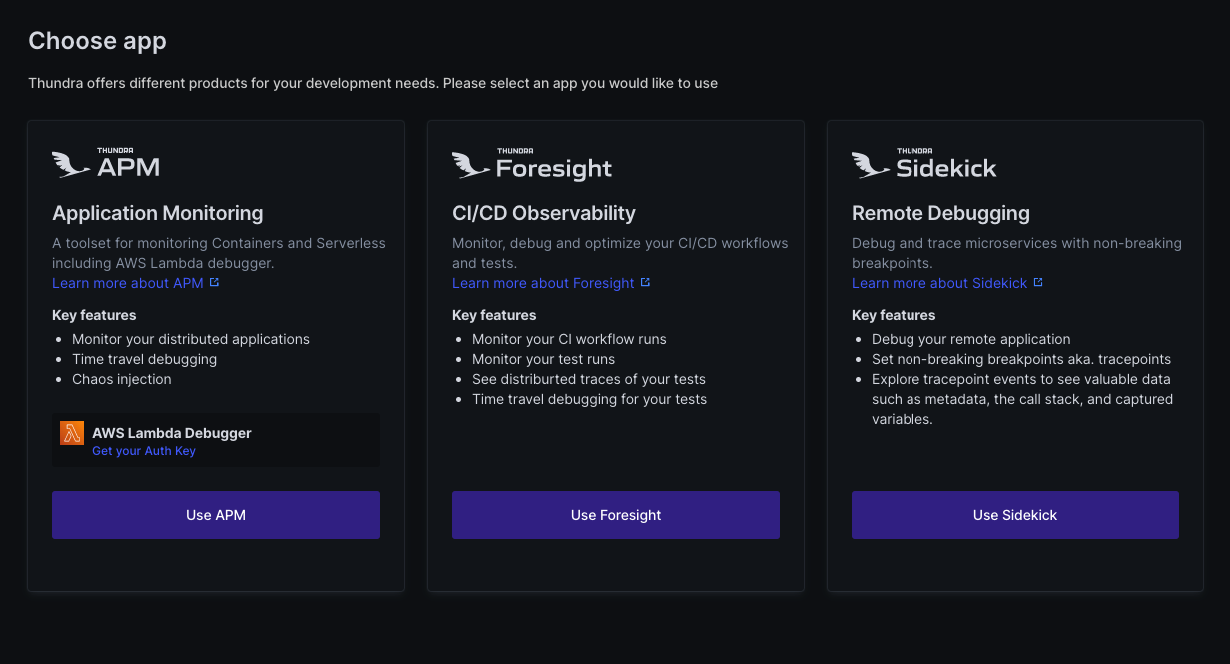 Choose app
Thundra offers different products for your development needs. Please select an app you would like to use
THUNDRA
APM
Application Monitoring
A toolset for monitoring Containers and Serverless
including AWS Lambda debugger.
Learn more about APM
Key features
• Monitor your distributed applications
• Time travel debugging
• Chaos injection
AWS Lambda Debugger
Get your Auth Key
Use APM
THUNDRA
Foresight
CI/CD Observability
Monitor, debug and optimize your CI/CD workflows
and tests.
Learn more about Foresight
Key features
• Monitor your CI workflow runs
• Monitor your test runs
• See distriburted traces of your tests
• Time travel debugging for your tests
Use Foresight
THUNDRA
Sidekick
Remote Debugging
Debug and trace microservices with non-breaking
breakpoints.
Learn more about Sidekick
Key features
• Debug your remote application
• Set non-breaking breakpoints aka. tracepoints
• Explore tracepoint events to see valuable data
such as metadata, the call stack, and captured
variables.
Use Sidekick